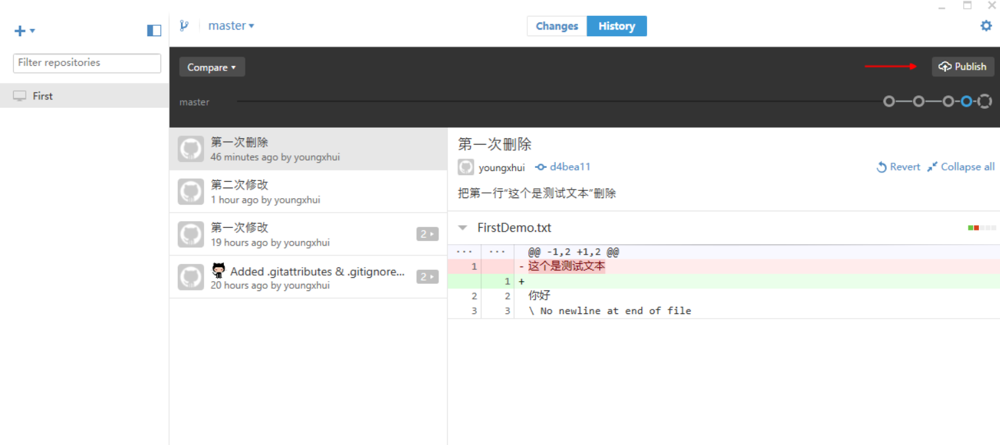 master
Changes
History
Filter repositories
First
Compare
Publish
master
第一次删除
46 minutes ago by youngxhui
第二次修改
1 hour ago by youngxhui
第一次修改
19 hours ago by youngxhui
2
Added .gitattributes & .gitignore...
20 hours ago by youngxhui
2
第一次删除
youngxhui d4bea11
Revert Collapse all
把第一行“这个是测试文本”删除
FirstDemo.txt
... ... @@ -1,2 +1,2 @@
1 - 这个是测试文本
1 +
2 2 你好
3 3 \ No newline at end of file